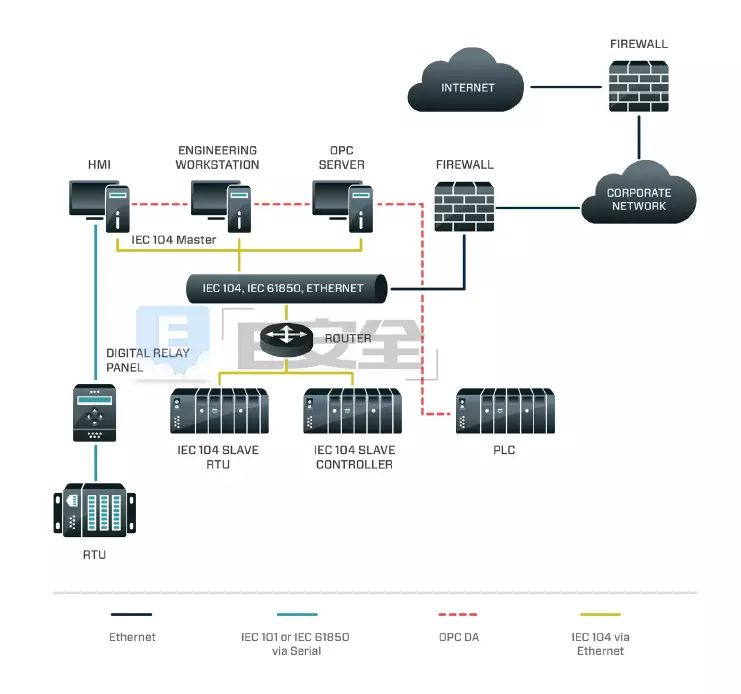 FIREWALL
INTERNET
ENGINEERING
WORKSTATION
OPC
SERVER
HMI
FIREWALL
CORPORATE
NETWORK
IEC 104 Master
IEC 104, IEC 61850, ETHERNET
E安全
ROUTER
DIGITAL RELAY
PANEL
IEC 104 SLAVE
RTU
IEC 104 SLAVE
CONTROLLER
PLC
RTU
Ethernet
IEC 101 or IEC 61850
via Serial
OPC DA
IEC 104 via
Ethernet